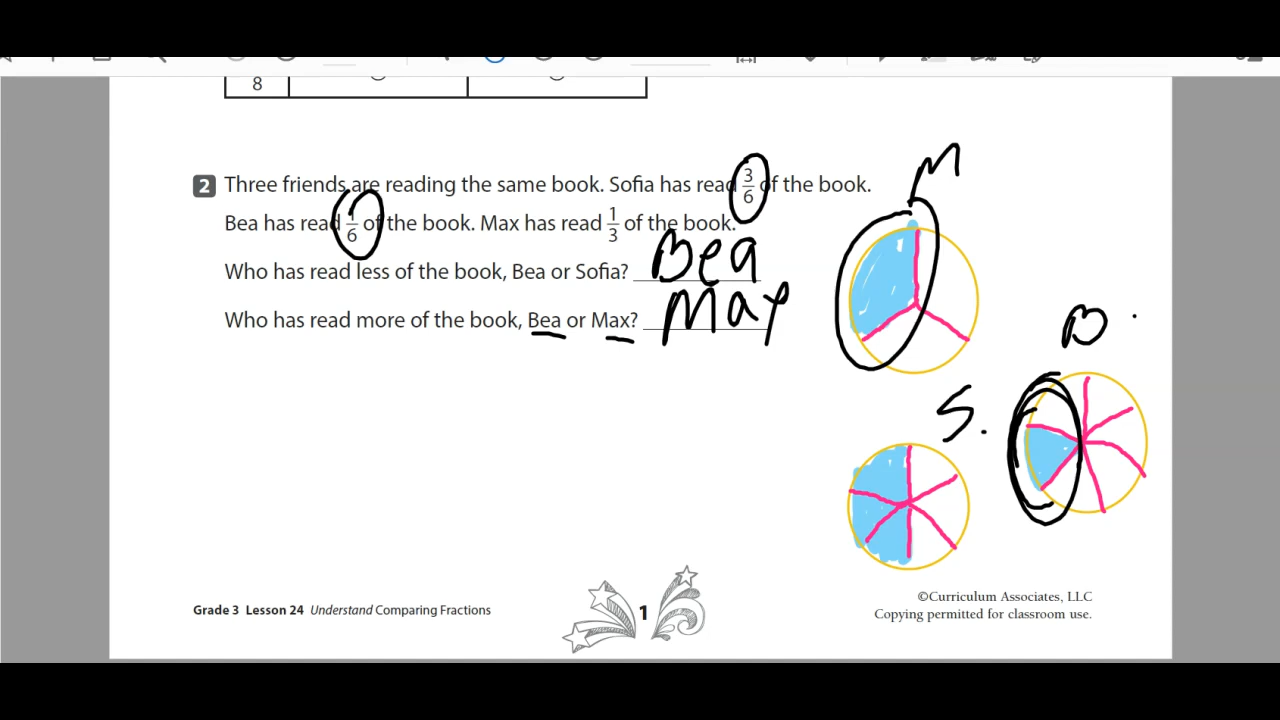 8
2 Three friends are reading the same book. Sofia has read 3/6 of the book.
Bea has read 1/6 of the book. Max has read 1/3 of the book.
Who has read less of the book, Bea or Sofia? Bea
Who has read more of the book, Bea or Max? Max
M
B
S.
Grade 3 Lesson 24 Understand Comparing Fractions
1
©Curriculum Associates, LLC
Copying permitted for classroom use.